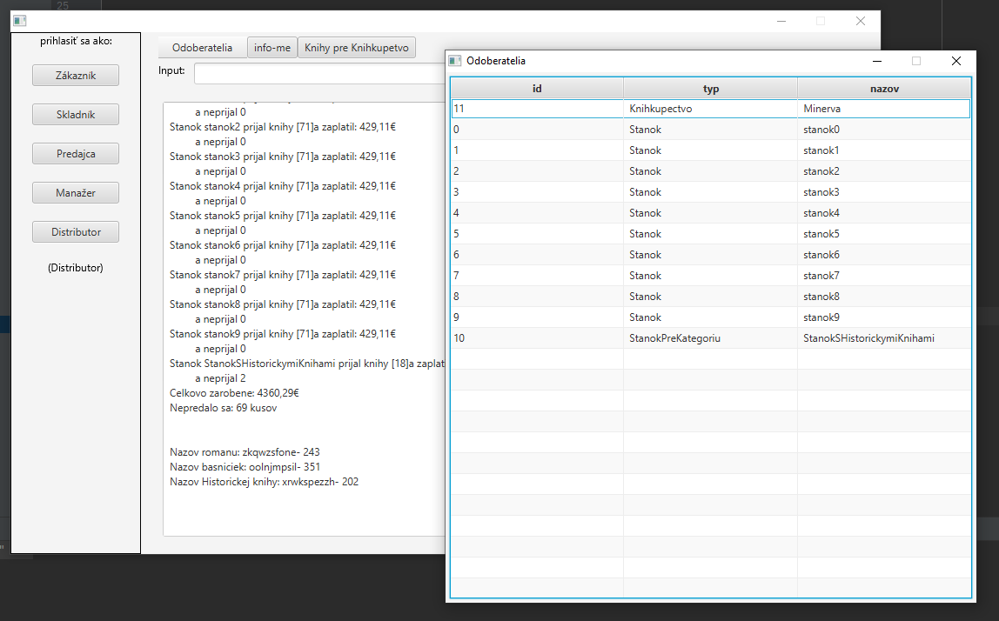 25
prihlasiť sa ako:
Zákazník
Skladník
Predajca
Manažer
Distributor
(Distributor)
Odoberatelia
info-me
Knihy pre Knihkupetvo
Input:
a neprijal 0
Stanok stanok2 prijal knihy [71]a zaplatil: 429,11€
a neprijal 0
Stanok stanok3 prijal knihy [71]a zaplatil: 429,11€
a neprijal 0
Stanok stanok4 prijal knihy [71]a zaplatil: 429,11€
a neprijal 0
Stanok stanok5 prijal knihy [71]a zaplatil: 429,11€
a neprijal 0
Stanok stanok6 prijal knihy [71]a zaplatil: 429,11€
a neprijal 0
Stanok stanok7 prijal knihy [71]a zaplatil: 429,11€
a neprijal 0
Stanok stanok8 prijal knihy [71]a zaplatil: 429,11€
a neprijal 0
Stanok stanok9 prijal knihy [71]a zaplatil: 429,11€
a neprijal 0
Stanok StanokSHistorickymiKnihami prijal knihy [18]a zaplat
a neprijal 2
Celkovo zarobene: 4360,29€
Nepredalo sa: 69 kusov
Nazov romanu: zkqwzsfone- 243
Nazov basniciek: oolnjmpsil- 351
Nazov Historickej knihy: xrwkspezzh- 202
Odoberatelia
id typ nazov
11 Knihkupectvo Minerva
0 Stanok stanok0
1 Stanok stanok1
2 Stanok stanok2
3 Stanok stanok3
4 Stanok stanok4
5 Stanok stanok5
6 Stanok stanok6
7 Stanok stanok7
8 Stanok stanok8
9 Stanok stanok9
10 StanokPreKategoriu StanokSHistorickymiKnihami